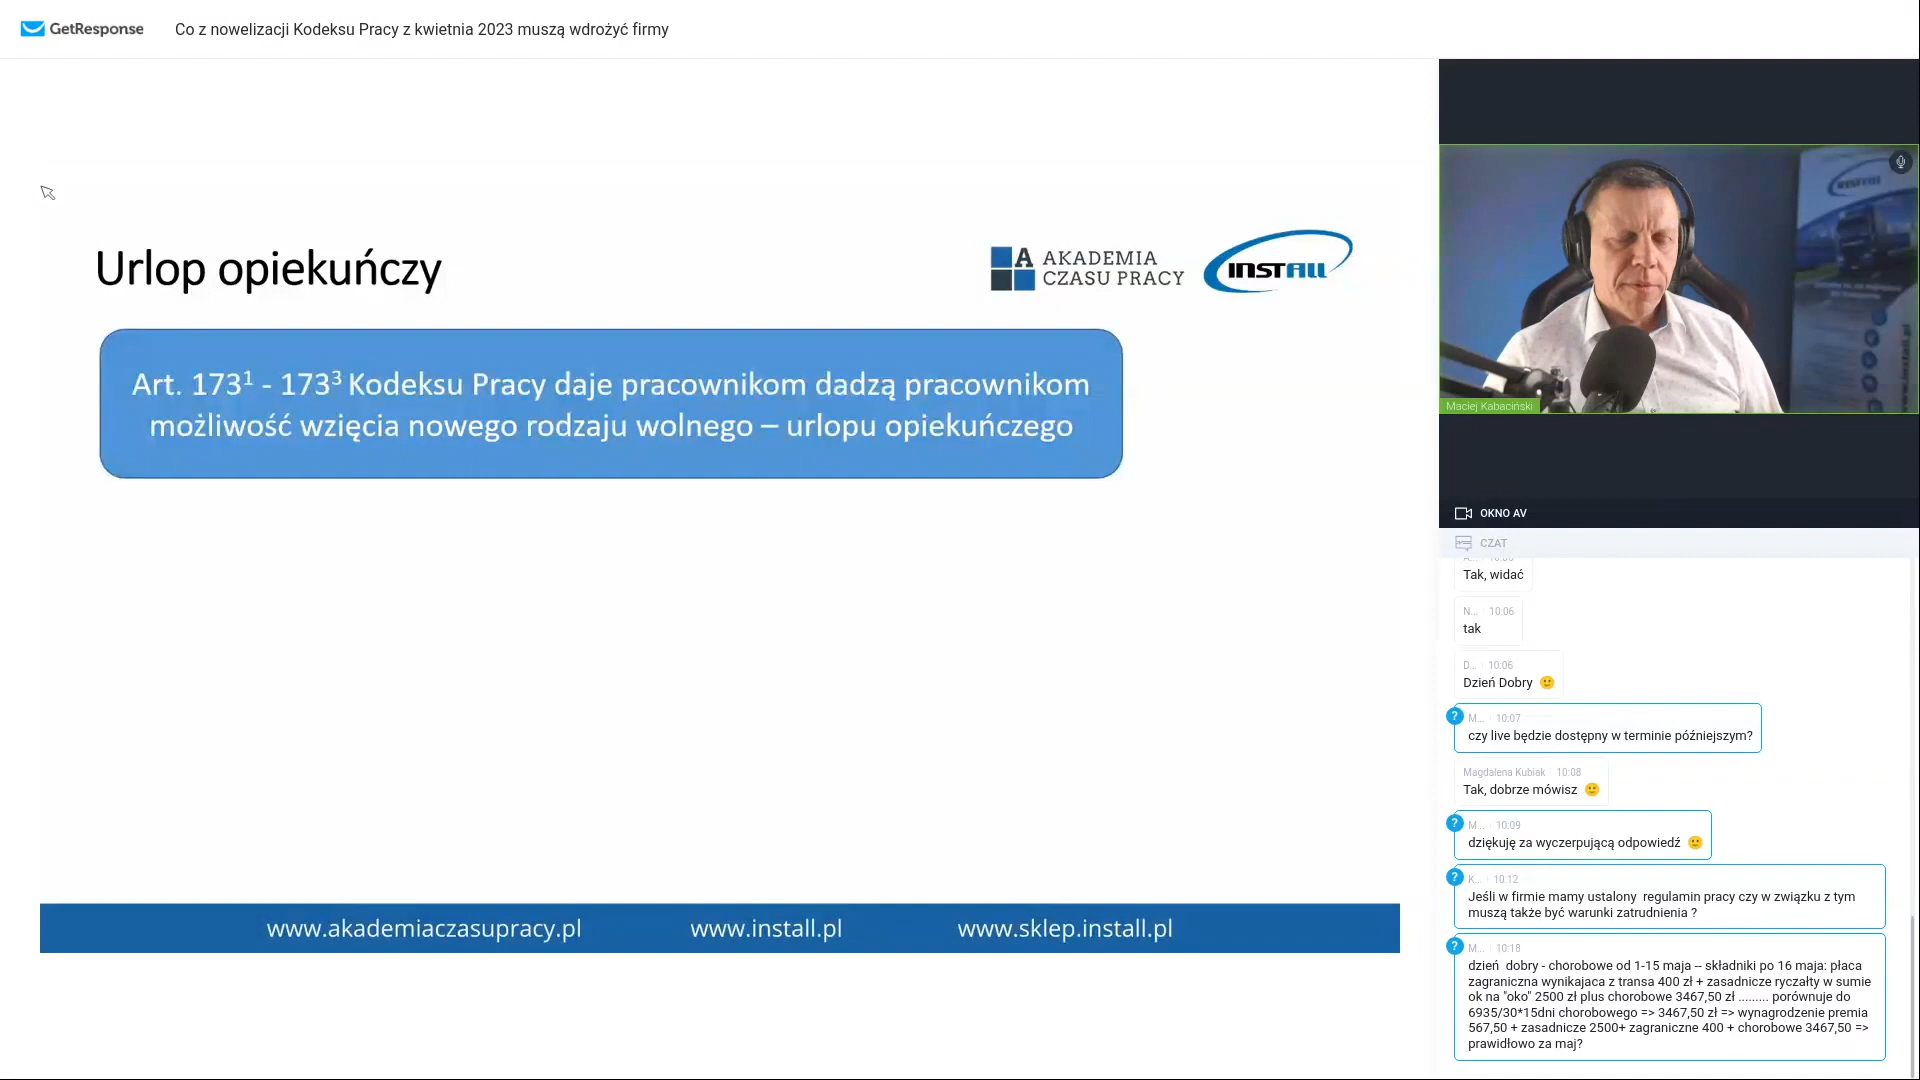 GetResponse
Co z nowelizacji Kodeksu Pracy z kwietnia 2023 muszą wdrożyć firmy
Urlop opiekuńczy
A AKADEMIA
CZASU PRACY
INSTALL
Art. 173¹ - 173³ Kodeksu Pracy daje pracownikom dadzą pracownikom
możliwość wzięcia nowego rodzaju wolnego – urlopu opiekuńczego
www.akademiaczasupracy.pl
www.install.pl
www.sklep.install.pl
INSTALL
Maciej Kabaciński
OKNO AV
CZAT
Tak, widać
N... 10:06
tak
D... 10:06
Dzień Dobry 🙂
? M... 10:07
czy live będzie dostępny w terminie późniejszym?
Magdalena Kubiak 10:08
Tak, dobrze mówisz 🙂
? M... 10:09
dziękuję za wyczerpującą odpowiedź 🙂
? K... 10:12
Jeśli w firmie mamy ustalony regulamin pracy czy w związku z tym
muszą także być warunki zatrudnienia ?
? M... 10:18
dzień dobry - chorobowe od 1-15 maja -- składniki po 16 maja: płaca
zagraniczna wynikajaca z transa 400 zł + zasadnicze ryczałty w sumie
ok na "oko" 2500 zł plus chorobowe 3467,50 zł ......... porównuje do
6935/30*15dni chorobowego => 3467,50 zł => wynagrodzenie premia
567,50 + zasadnicze 2500+ zagraniczne 400 + chorobowe 3467,50 =>
prawidłowo za maj?